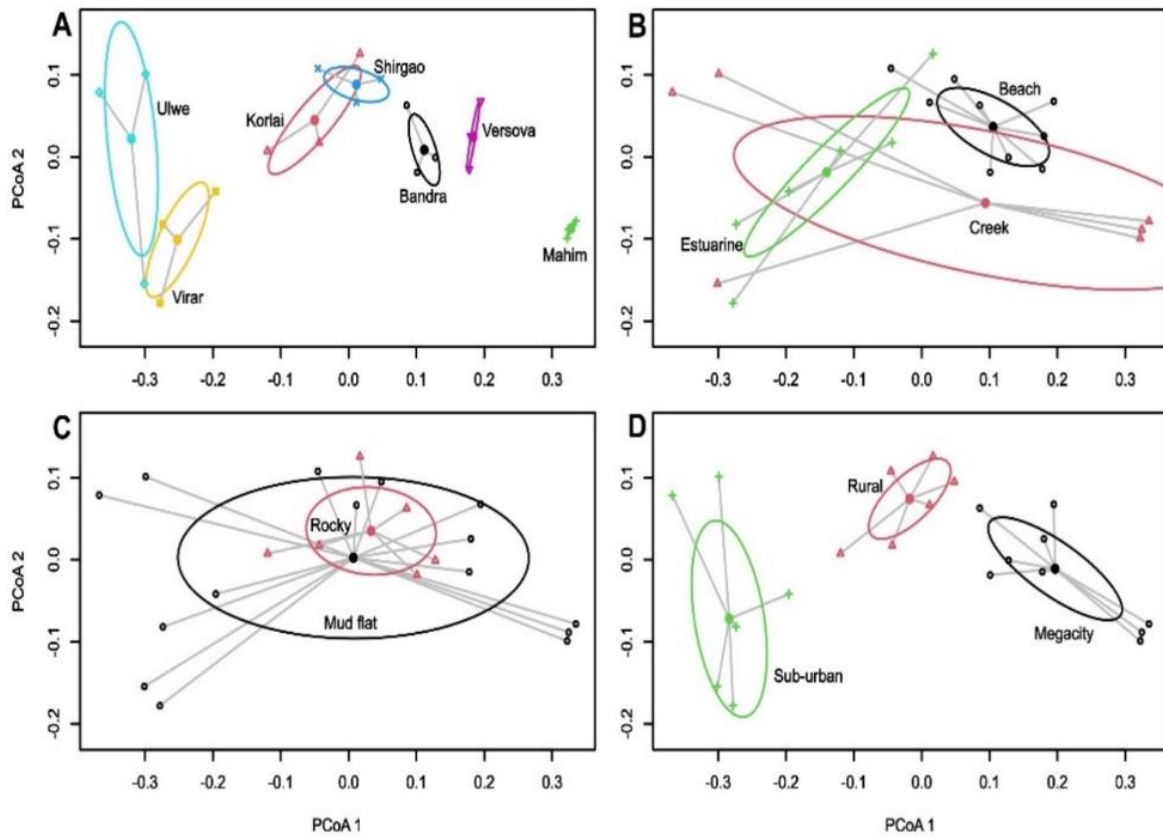 A
Ulwe
Korlai
Shirgao
Versova
Bandra
Mahim
Virar
PCoA 2
0.1
0.0
-0.1
-0.2
-0.3
-0.2
-0.1
0.0
0.1
0.2
0.3
B
Beach
Estuarine
Creek
0.1
0.0
-0.1
-0.2
-0.3
-0.2
-0.1
0.0
0.1
0.2
0.3
C
Rocky
Mud flat
PCoA 2
0.1
0.0
-0.1
-0.2
-0.3
-0.2
-0.1
0.0
0.1
0.2
0.3
PCoA 1
D
Rural
Megacity
Sub-urban
0.1
0.0
-0.1
-0.2
-0.3
-0.2
-0.1
0.0
0.1
0.2
0.3
PCoA 1